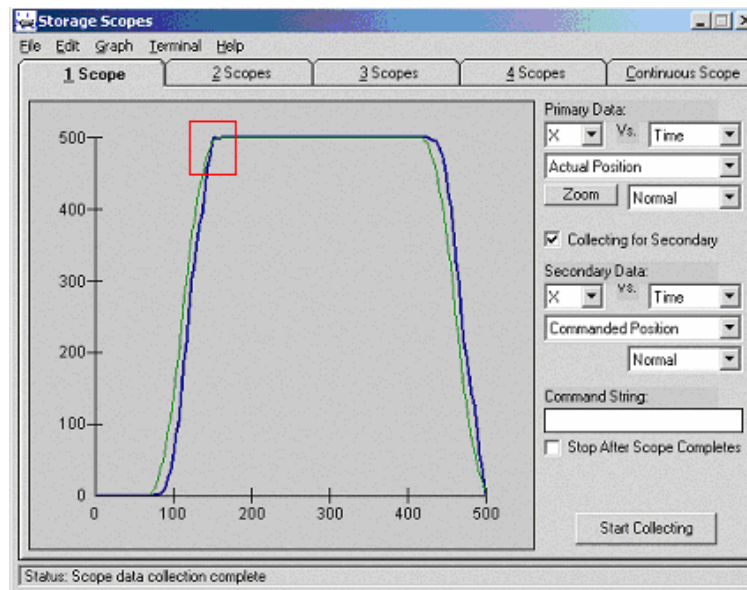 Storage Scopes
File Edit Graph Terminal Help
1 Scope 2 Scopes 3 Scopes 4 Scopes Continuous Scope
500
400
300
200
100
0
0 100 200 300 400 500
Primary Data:
X Vs. Time
Actual Position
Zoom Normal
Collecting for Secondary
Secondary Data:
X Vs. Time
Commanded Position
Normal
Command String:
Stop After Scope Completes
Start Collecting
Status: Scope data collection complete